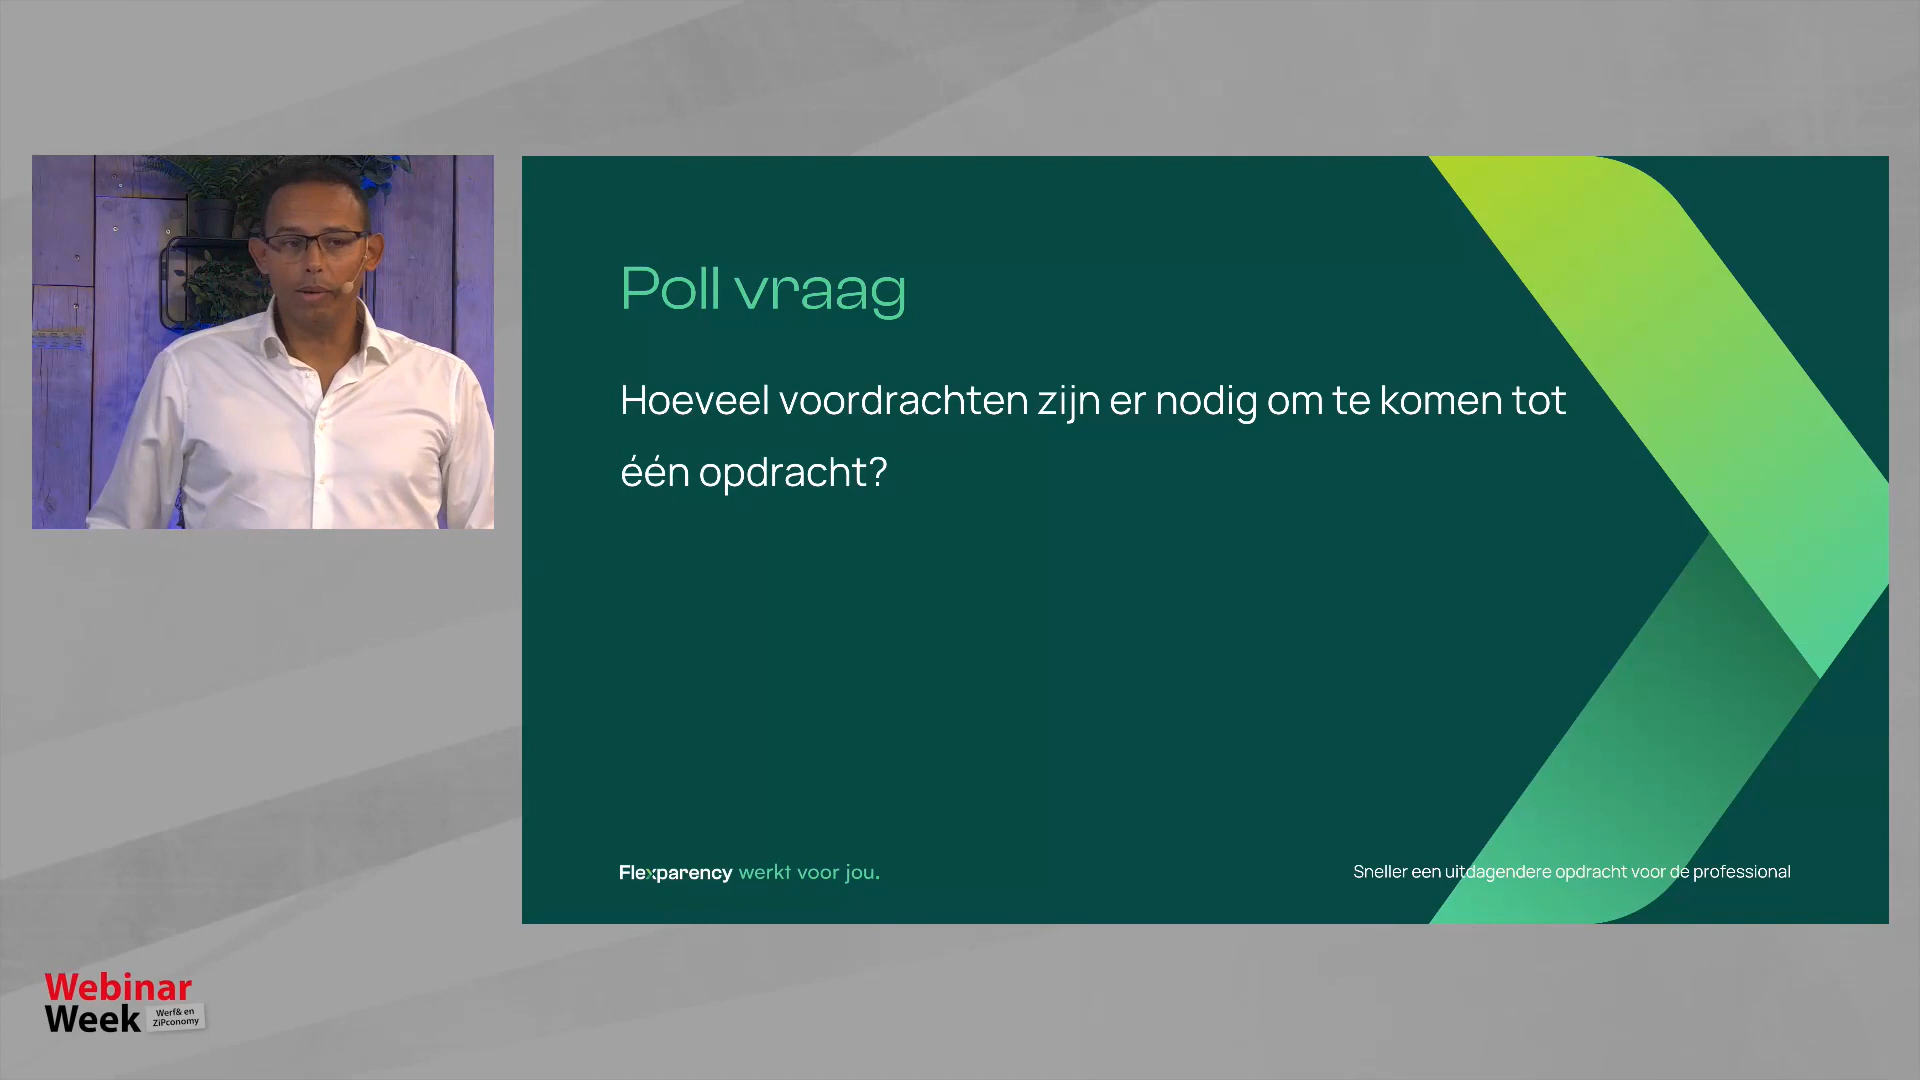 Poll vraag
Hoeveel voordrachten zijn er nodig om te komen tot
één opdracht?
Flexparency werkt voor jou.
Sneller een uitdagendere opdracht voor de professional
Webinar
Week
Werf& en
ZiPconomy